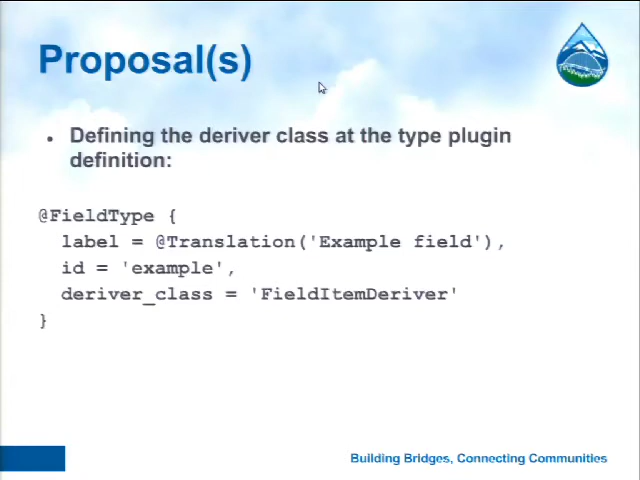 Proposal(s)
• Defining the deriver class at the type plugin
definition:
@FieldType {
label = @Translation('Example field'),
id = 'example',
deriver_class = 'FieldItemDeriver'
}
Building Bridges, Connecting Communities